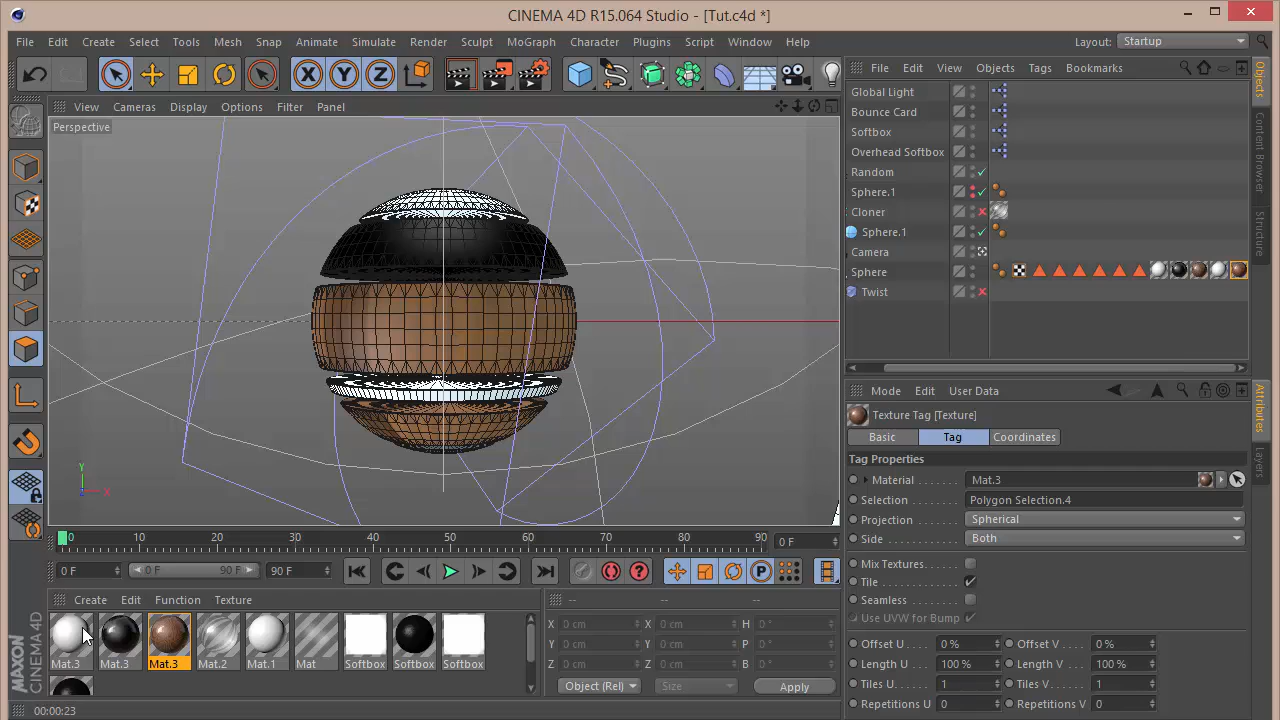 CINEMA 4D R15.064 Studio - [Tut.c4d *]
File Edit Create Select Tools Mesh Snap Animate Simulate Render Sculpt MoGraph Character Plugins Script Window Help
Layout: Startup
X Y Z
View Cameras Display Options Filter Panel
Perspective
Y
X
File Edit View Objects Tags Bookmarks
Global Light
Bounce Card
Softbox
Overhead Softbox
Random
Sphere.1
Cloner
Sphere.1
Camera
Sphere
Twist
Objects
Content Browser
Structure
Mode Edit User Data
Texture Tag [Texture]
Basic Tag Coordinates
Tag Properties
Material Mat.3
Selection Polygon Selection.4
Projection Spherical
Side Both
Mix Textures
Tile
Seamless
Use UVW for Bump
Offset U 0 % Offset V 0 %
Length U 100 % Length V 100 %
Tiles U 1 Tiles V 1
Repetitions U 0 Repetitions V 0
Attributes
Layers
0 10 20 30 40 50 60 70 80 90 0 F
0 F 0 F 90 F 90 F
P
Create Edit Function Texture
Mat.3 Mat.3 Mat.3 Mat.2 Mat.1 Mat Softbox Softbox Softbox
-- -- --
X 0 cm X 0 cm H 0 °
Y 0 cm Y 0 cm P 0 °
Z 0 cm Z 0 cm B 0 °
Object (Rel) Size Apply
MAXON
CINEMA 4D
00:00:23